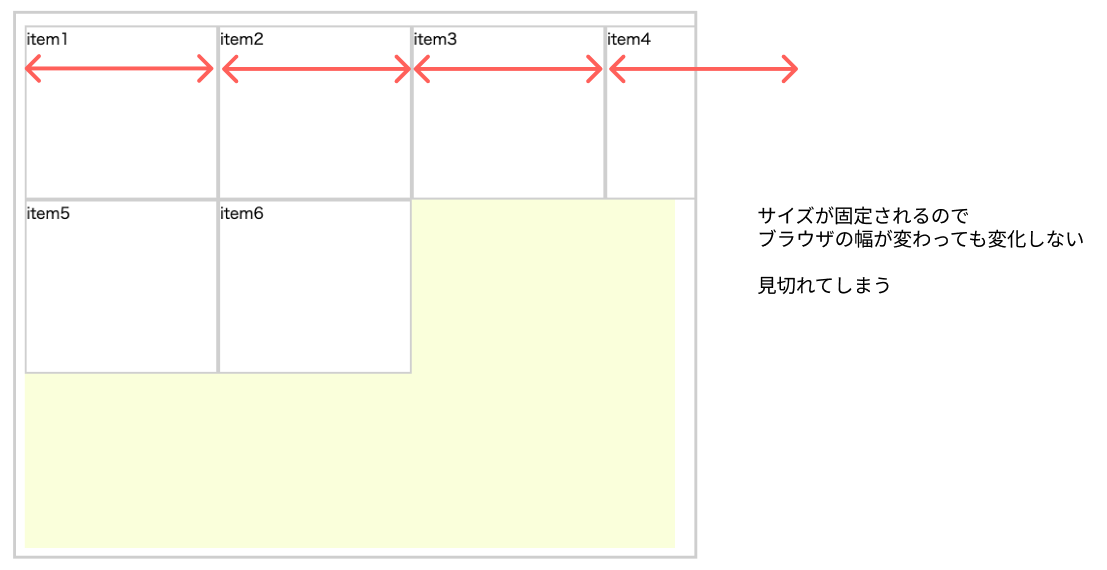 item1
item2
item3
item4
item5
item6
サイズが固定されるので
ブラウザの幅が変わっても変化しない
見切れてしまう